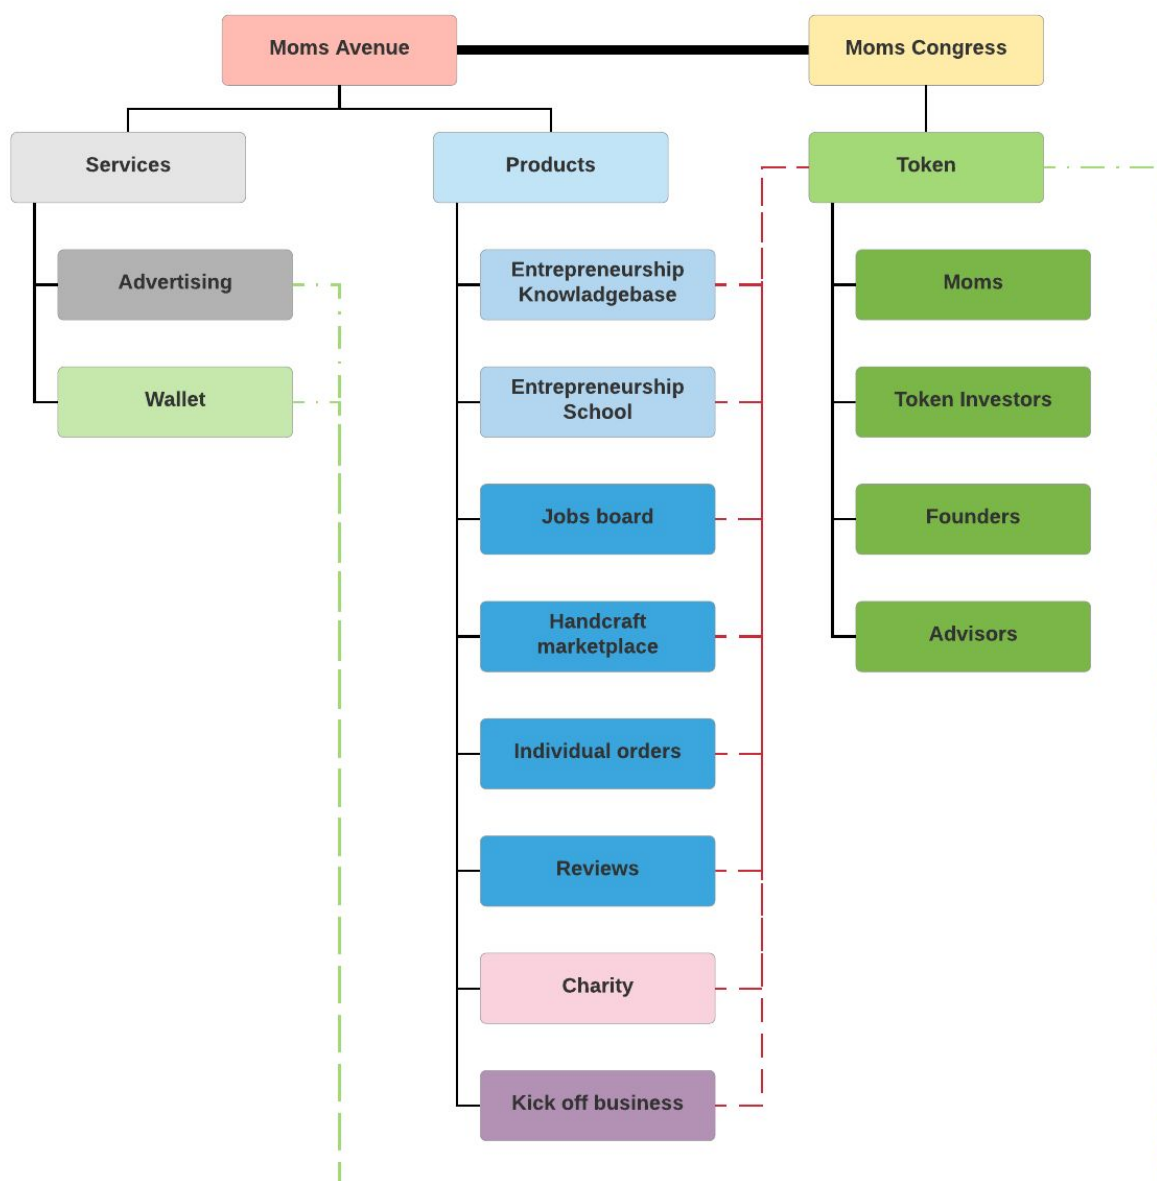 Moms Avenue
Moms Congress
Services
Products
Token
Advertising
Wallet
Entrepreneurship
Knowladgebase
Entrepreneurship
School
Jobs board
Handcraft
marketplace
Individual orders
Reviews
Charity
Kick off business
Moms
Token Investors
Founders
Advisors